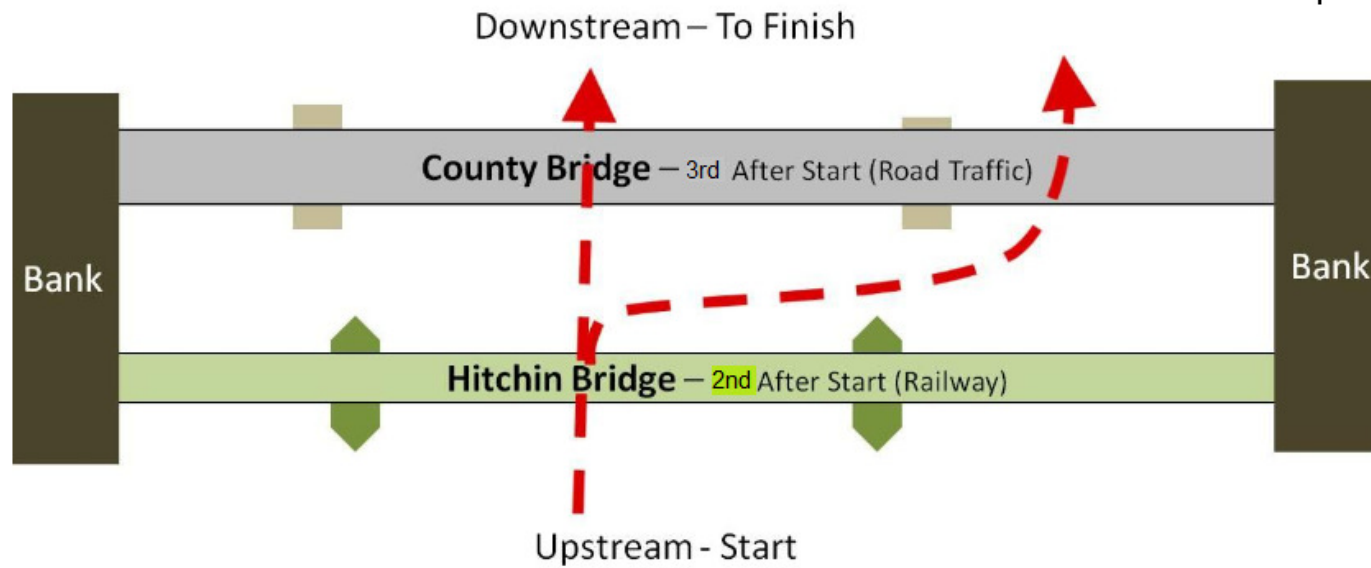 Downstream – To Finish
County Bridge – 3rd After Start (Road Traffic)
Bank
Bank
Hitchin Bridge – 2nd After Start (Railway)
Upstream - Start